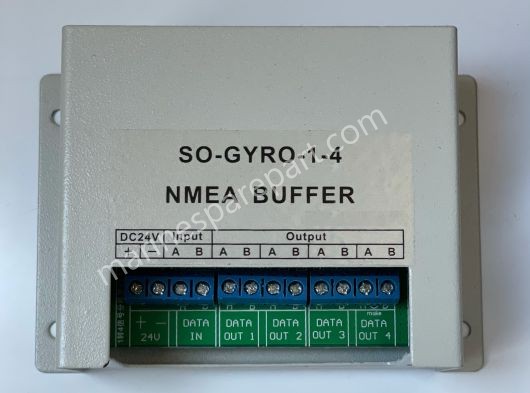 SO-GYRO-1-4
NMEA BUFFER
DC24V Input Output
+ − A B A B A B A B A B
+ − A B A B A B A B A B
24V DATA IN DATA OUT 1 DATA OUT 2 DATA OUT 3 DATA OUT 4
marinesparepart.com